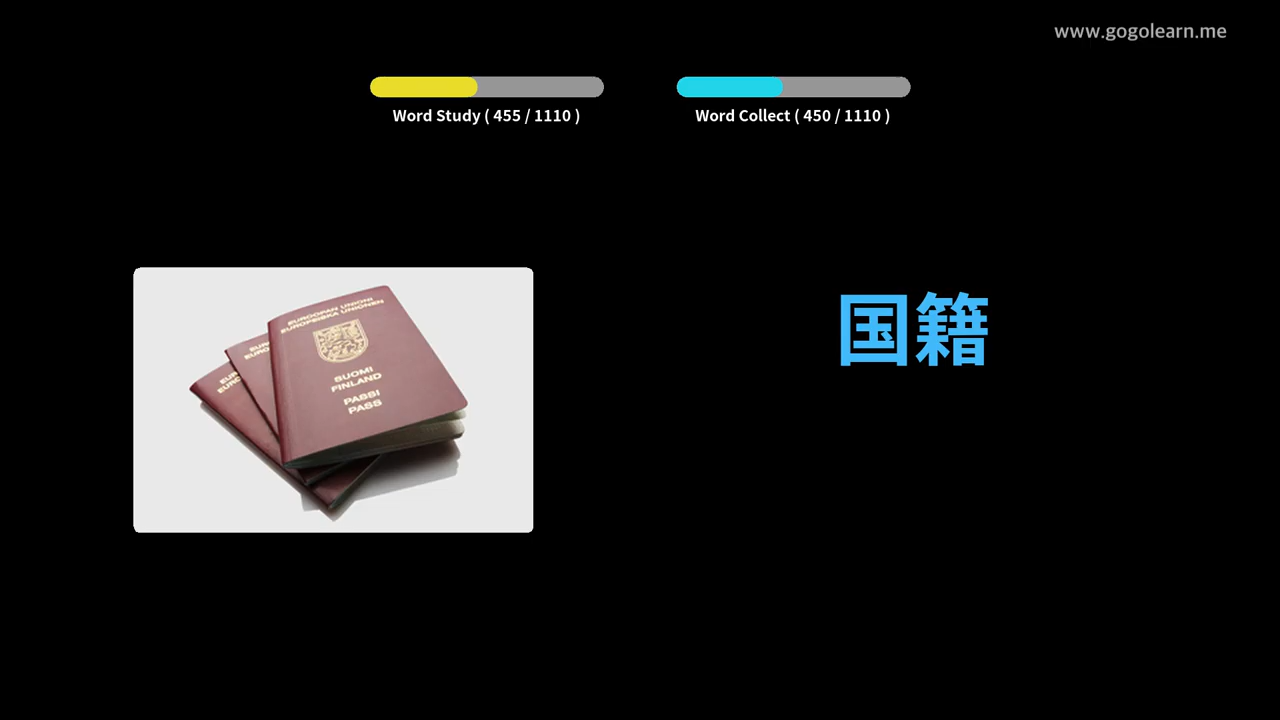 www.gogolearn.me
Word Study ( 455 / 1110 )
Word Collect ( 450 / 1110 )
国籍
EUROOPAN UNIONI
EUROPEISKA UNIONEN
SUOMI
FINLAND
PASSI
PASS